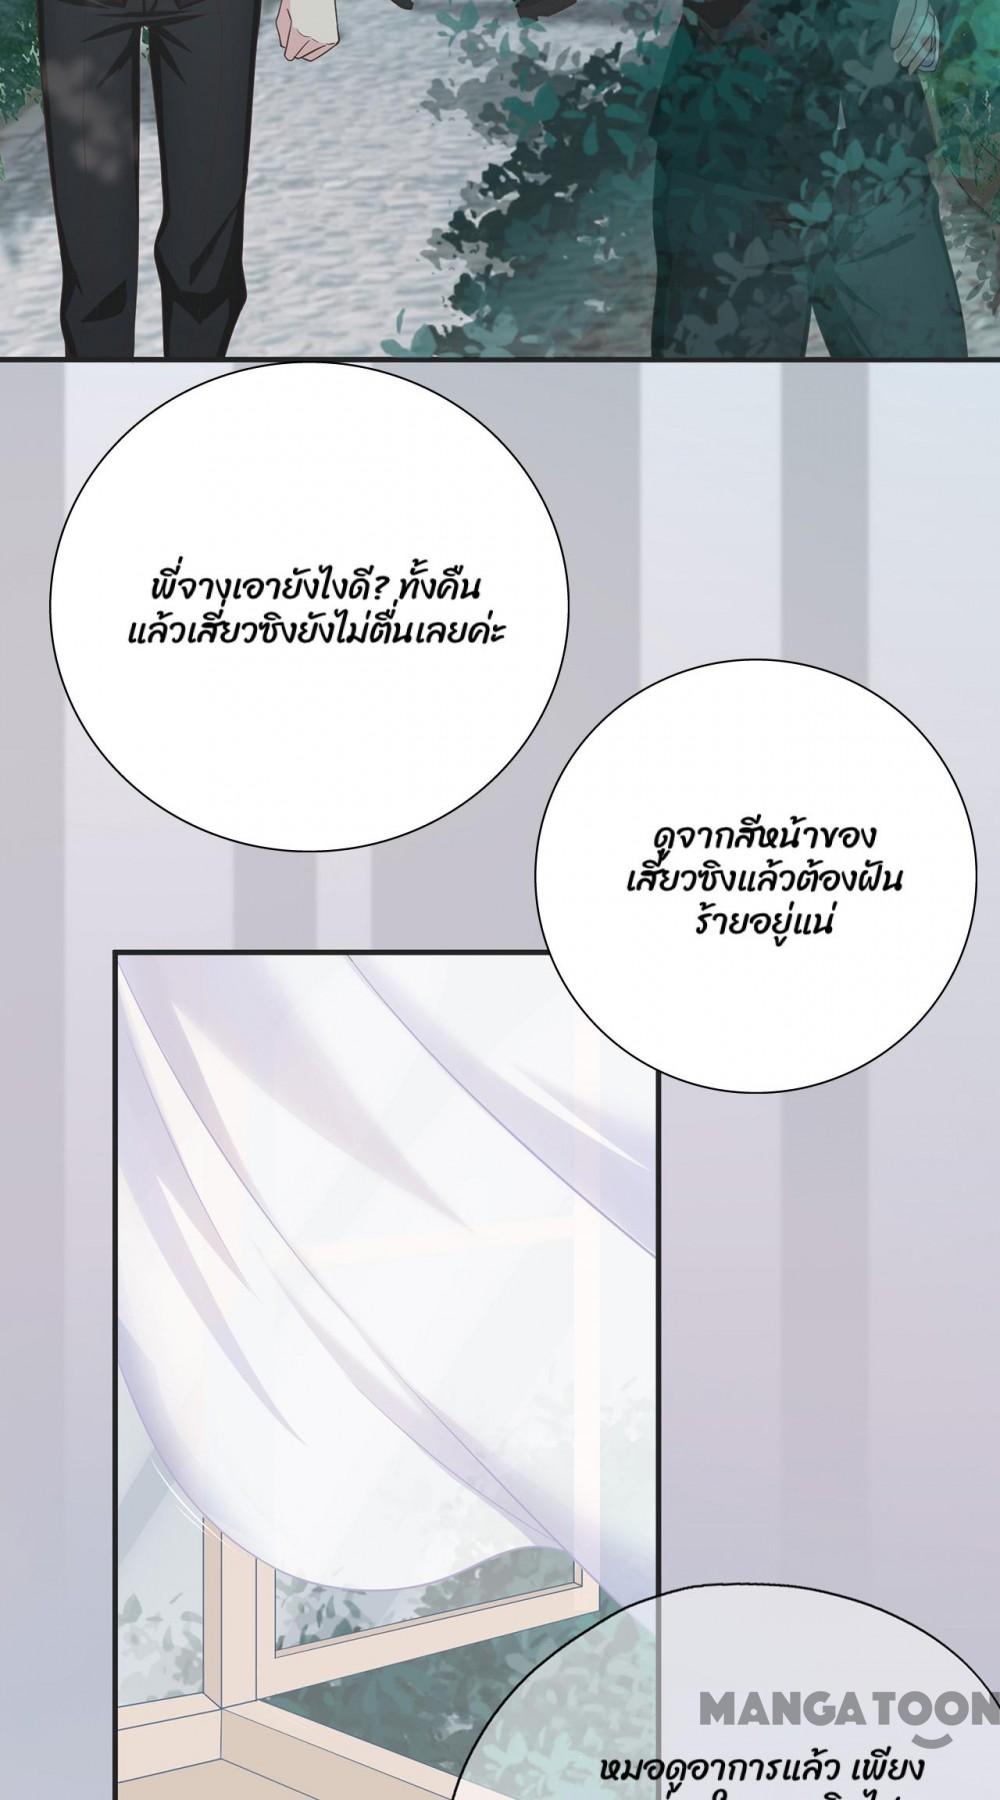 พี่จางเอายังไงดี? ทั้งคืน
แล้วเสี่ยวซิงยังไม่ตื่นเลยค่ะ
ดูจากสีหน้าของ
เสี่ยวซิงแล้วต้องฝัน
ร้ายอยู่แน่
MANGATOON
หมอดูอาการแล้ว เพียง